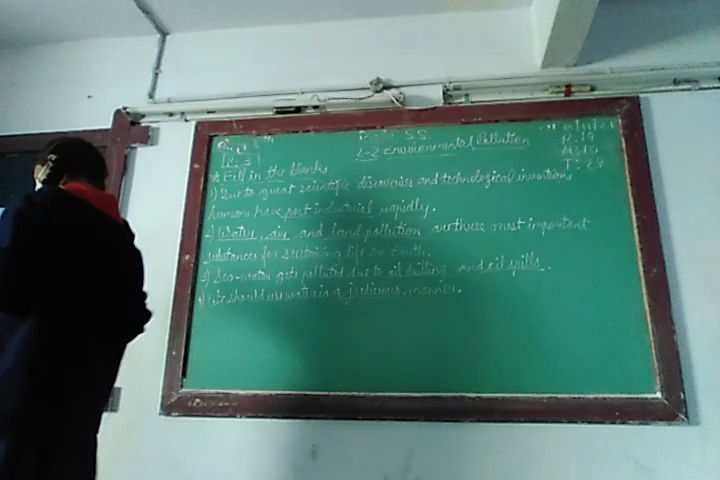 S.S.
P: 19
P: 31
L-2 Environmental Pollution
A: 10
T: 29
* Fill in the blanks
1) Due to great scientific discoveries and technological inventions
humans have post industrial rapidly.
2) Water, air and land pollution are three most important
substances for sustaining life on Earth.
3) Sea-water gets polluted due to oil drilling and oil spills.
4) We should use water in a judicious manner.